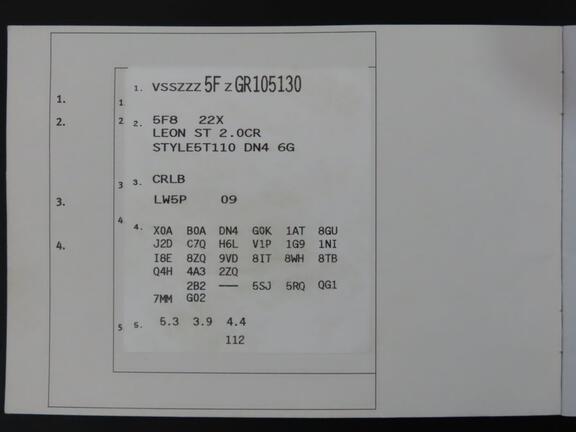 1. 1. 1. VSSZZZ 5F Z GR105130
2. 2 2. 5F8 22X
LEON ST 2.0CR
STYLE5T110 DN4 6G
3. 3 3. CRLB
LW5P 09
4. 4 4. X0A B0A DN4 G0K 1AT 8GU
J2D C7Q H6L V1P 1G9 1NI
I8E 8ZQ 9VD 8IT 8WH 8TB
Q4H 4A3 2ZQ
2B2 --- 5SJ 5RQ QG1
7MM G02
5 5. 5.3 3.9 4.4
112